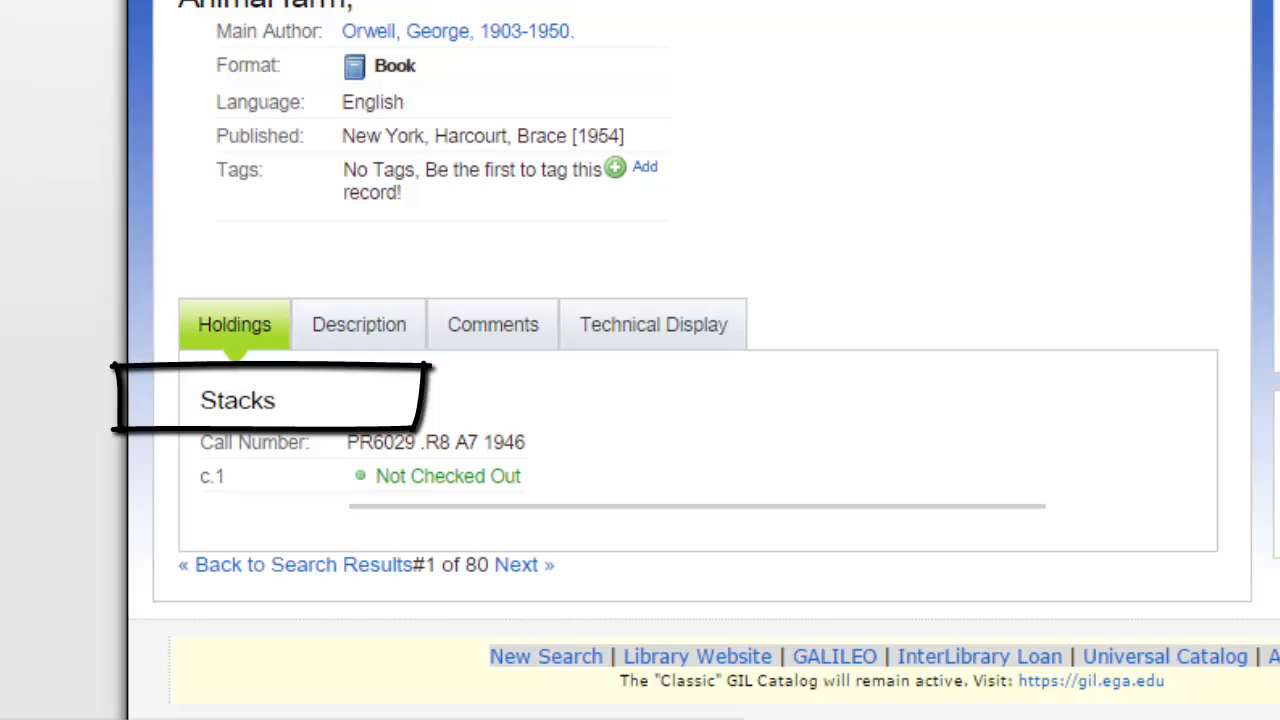 Animal farm,
Main Author: Orwell, George, 1903-1950.
Format: Book
Language: English
Published: New York, Harcourt, Brace [1954]
Tags: No Tags, Be the first to tag this Add
record!
Holdings Description Comments Technical Display
Stacks
Call Number: PR6029 .R8 A7 1946
c.1 Not Checked Out
« Back to Search Results#1 of 80 Next »
New Search | Library Website | GALILEO | InterLibrary Loan | Universal Catalog |
The "Classic" GIL Catalog will remain active. Visit: https://gil.ega.edu